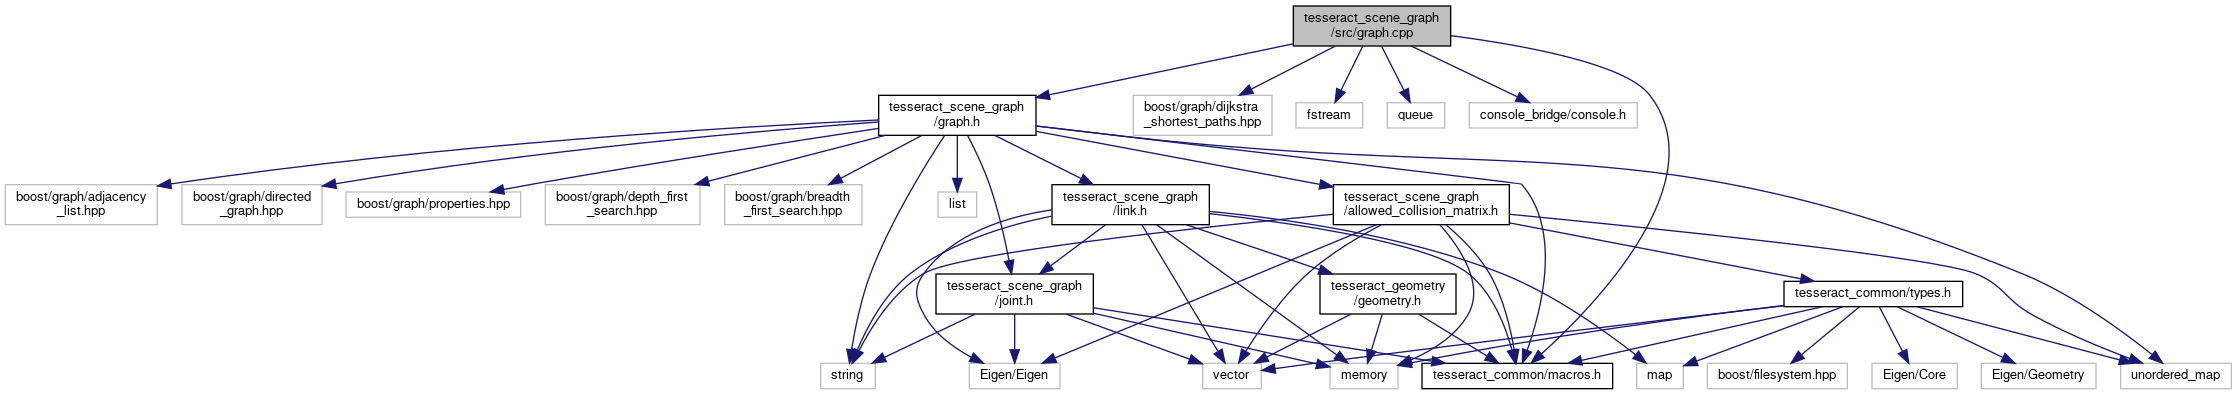 tesseract_scene_graph
/src/graph.cpp
tesseract_scene_graph
/graph.h
boost/graph/dijkstra
_shortest_paths.hpp
fstream
queue
console_bridge/console.h
boost/graph/adjacency
_list.hpp
boost/graph/directed
_graph.hpp
boost/graph/properties.hpp
boost/graph/depth_first
_search.hpp
boost/graph/breadth
_first_search.hpp
list
tesseract_scene_graph
/link.h
tesseract_scene_graph
/allowed_collision_matrix.h
tesseract_scene_graph
/joint.h
tesseract_geometry
/geometry.h
tesseract_common/types.h
string
Eigen/Eigen
vector
memory
tesseract_common/macros.h
map
boost/filesystem.hpp
Eigen/Core
Eigen/Geometry
unordered_map